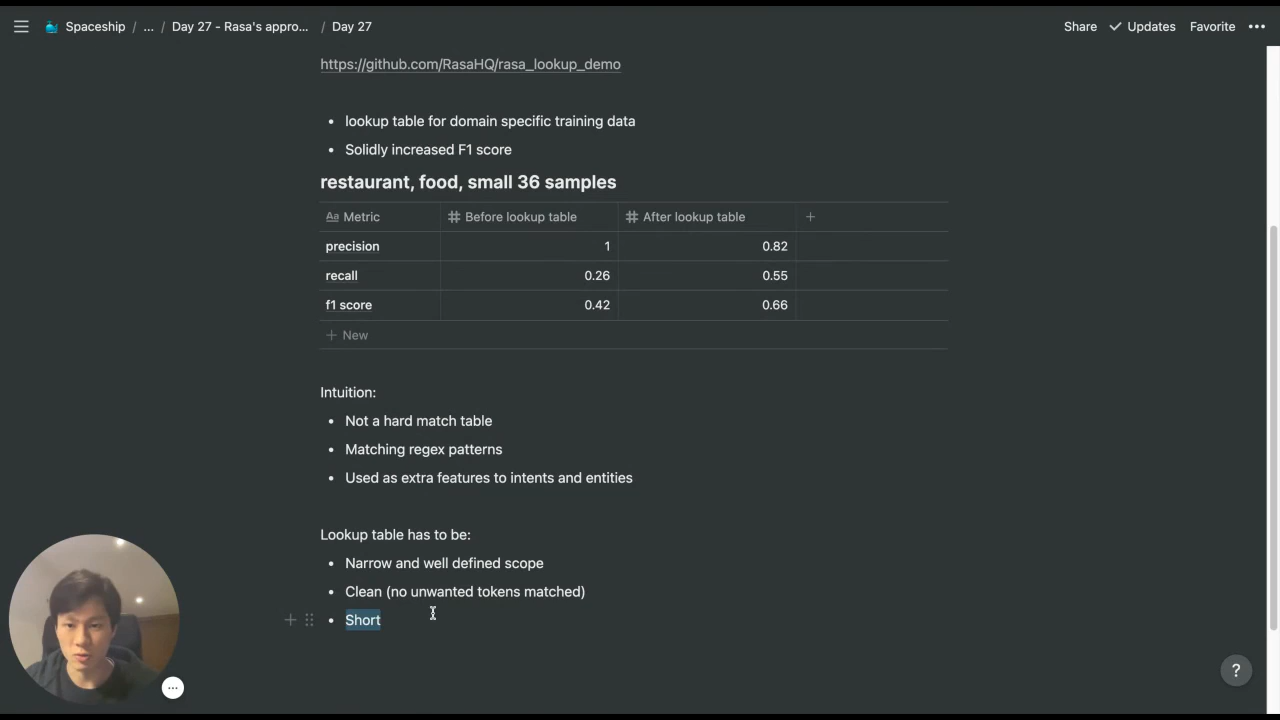 Spaceship / ... / Day 27 - Rasa's appro... / Day 27 Share Updates Favorite
https://github.com/RasaHQ/rasa_lookup_demo
• lookup table for domain specific training data
• Solidly increased F1 score
restaurant, food, small 36 samples
Aa Metric # Before lookup table # After lookup table +
precision 1 0.82
recall 0.26 0.55
f1 score 0.42 0.66
+ New
Intuition:
• Not a hard match table
• Matching regex patterns
• Used as extra features to intents and entities
Lookup table has to be:
• Narrow and well defined scope
• Clean (no unwanted tokens matched)
• Short
?